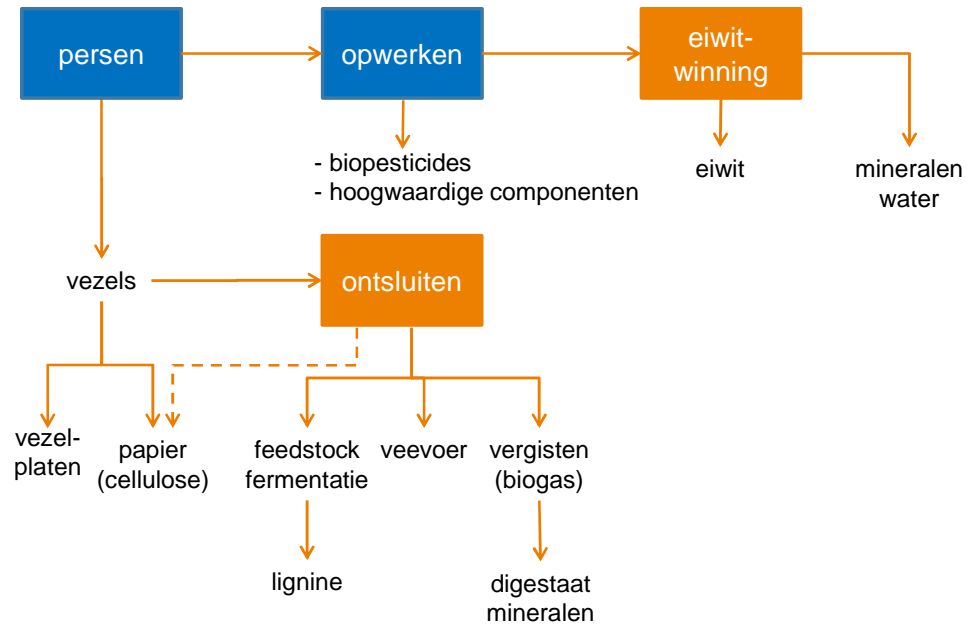 persen
opwerken
eiwit-
winning
- biopesticides
- hoogwaardige componenten
eiwit
mineralen
water
vezels
ontsluiten
vezel-
platen
papier
(cellulose)
feedstock
fermentatie
veevoer
vergisten
(biogas)
lignine
digestaat
mineralen